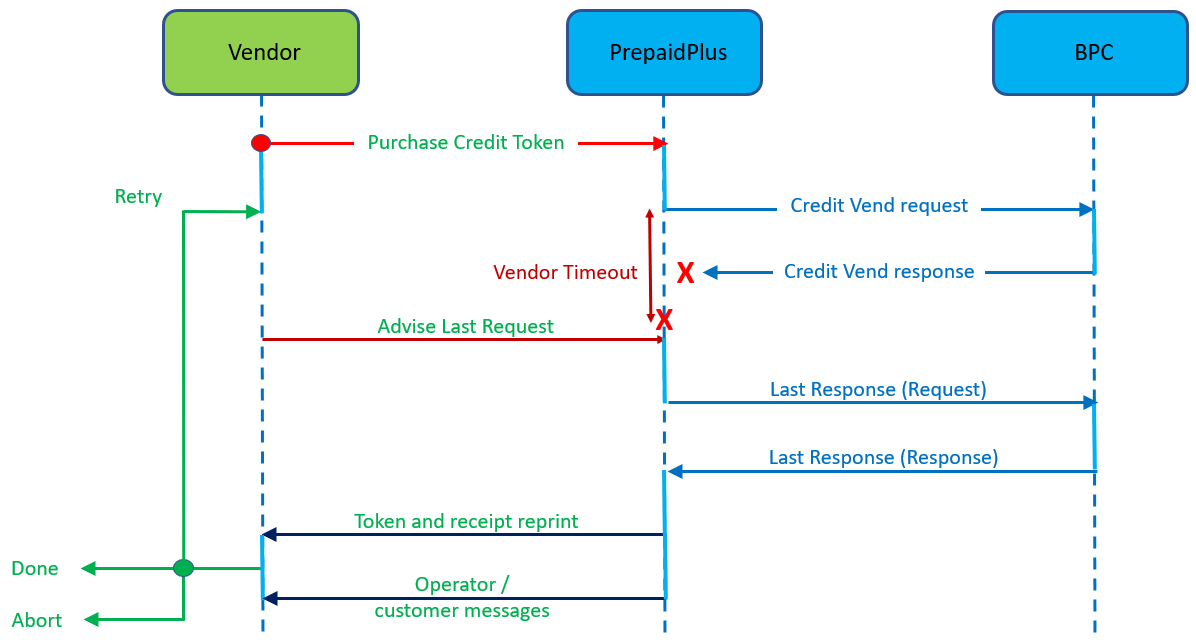 Vendor
PrepaidPlus
BPC
Purchase Credit Token
Retry
Credit Vend request
Vendor Timeout
X
Credit Vend response
X
Advise Last Request
Last Response (Request)
Last Response (Response)
Token and receipt reprint
Done
Operator /
customer messages
Abort